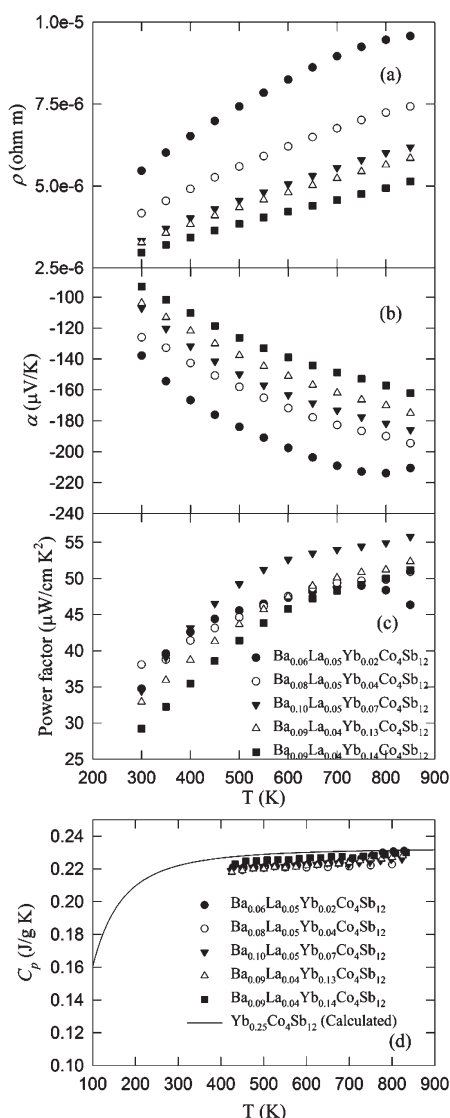 1.0e-5
(a)
7.5e-6
ρ (ohm m)
5.0e-6
2.5e-6
-100
(b)
-120
-140
α (μV/K)
-160
-180
-200
-220
-240
55
50
Power factor (μW/cm K²)
45
(c)
40
Ba₀.₀₆La₀.₀₅Yb₀.₀₂Co₄Sb₁₂
Ba₀.₀₈La₀.₀₅Yb₀.₀₄Co₄Sb₁₂
35
Ba₀.₁₀La₀.₀₅Yb₀.₀₇Co₄Sb₁₂
30
Ba₀.₀₉La₀.₀₄Yb₀.₁₃Co₄Sb₁₂
Ba₀.₀₉La₀.₀₄Yb₀.₁₄Co₄Sb₁₂
25
200 300 400 500 600 700 800 900
T (K)
0.24
0.22
0.20
Ba₀.₀₆La₀.₀₅Yb₀.₀₂Co₄Sb₁₂
Ba₀.₀₈La₀.₀₅Yb₀.₀₄Co₄Sb₁₂
0.18
Cₚ (J/g K)
Ba₀.₁₀La₀.₀₅Yb₀.₀₇Co₄Sb₁₂
0.16
Ba₀.₀₉La₀.₀₄Yb₀.₁₃Co₄Sb₁₂
0.14
Ba₀.₀₉La₀.₀₄Yb₀.₁₄Co₄Sb₁₂
Yb₀.₂₅Co₄Sb₁₂ (Calculated)
0.12
(d)
0.10
100 200 300 400 500 600 700 800 900
T (K)